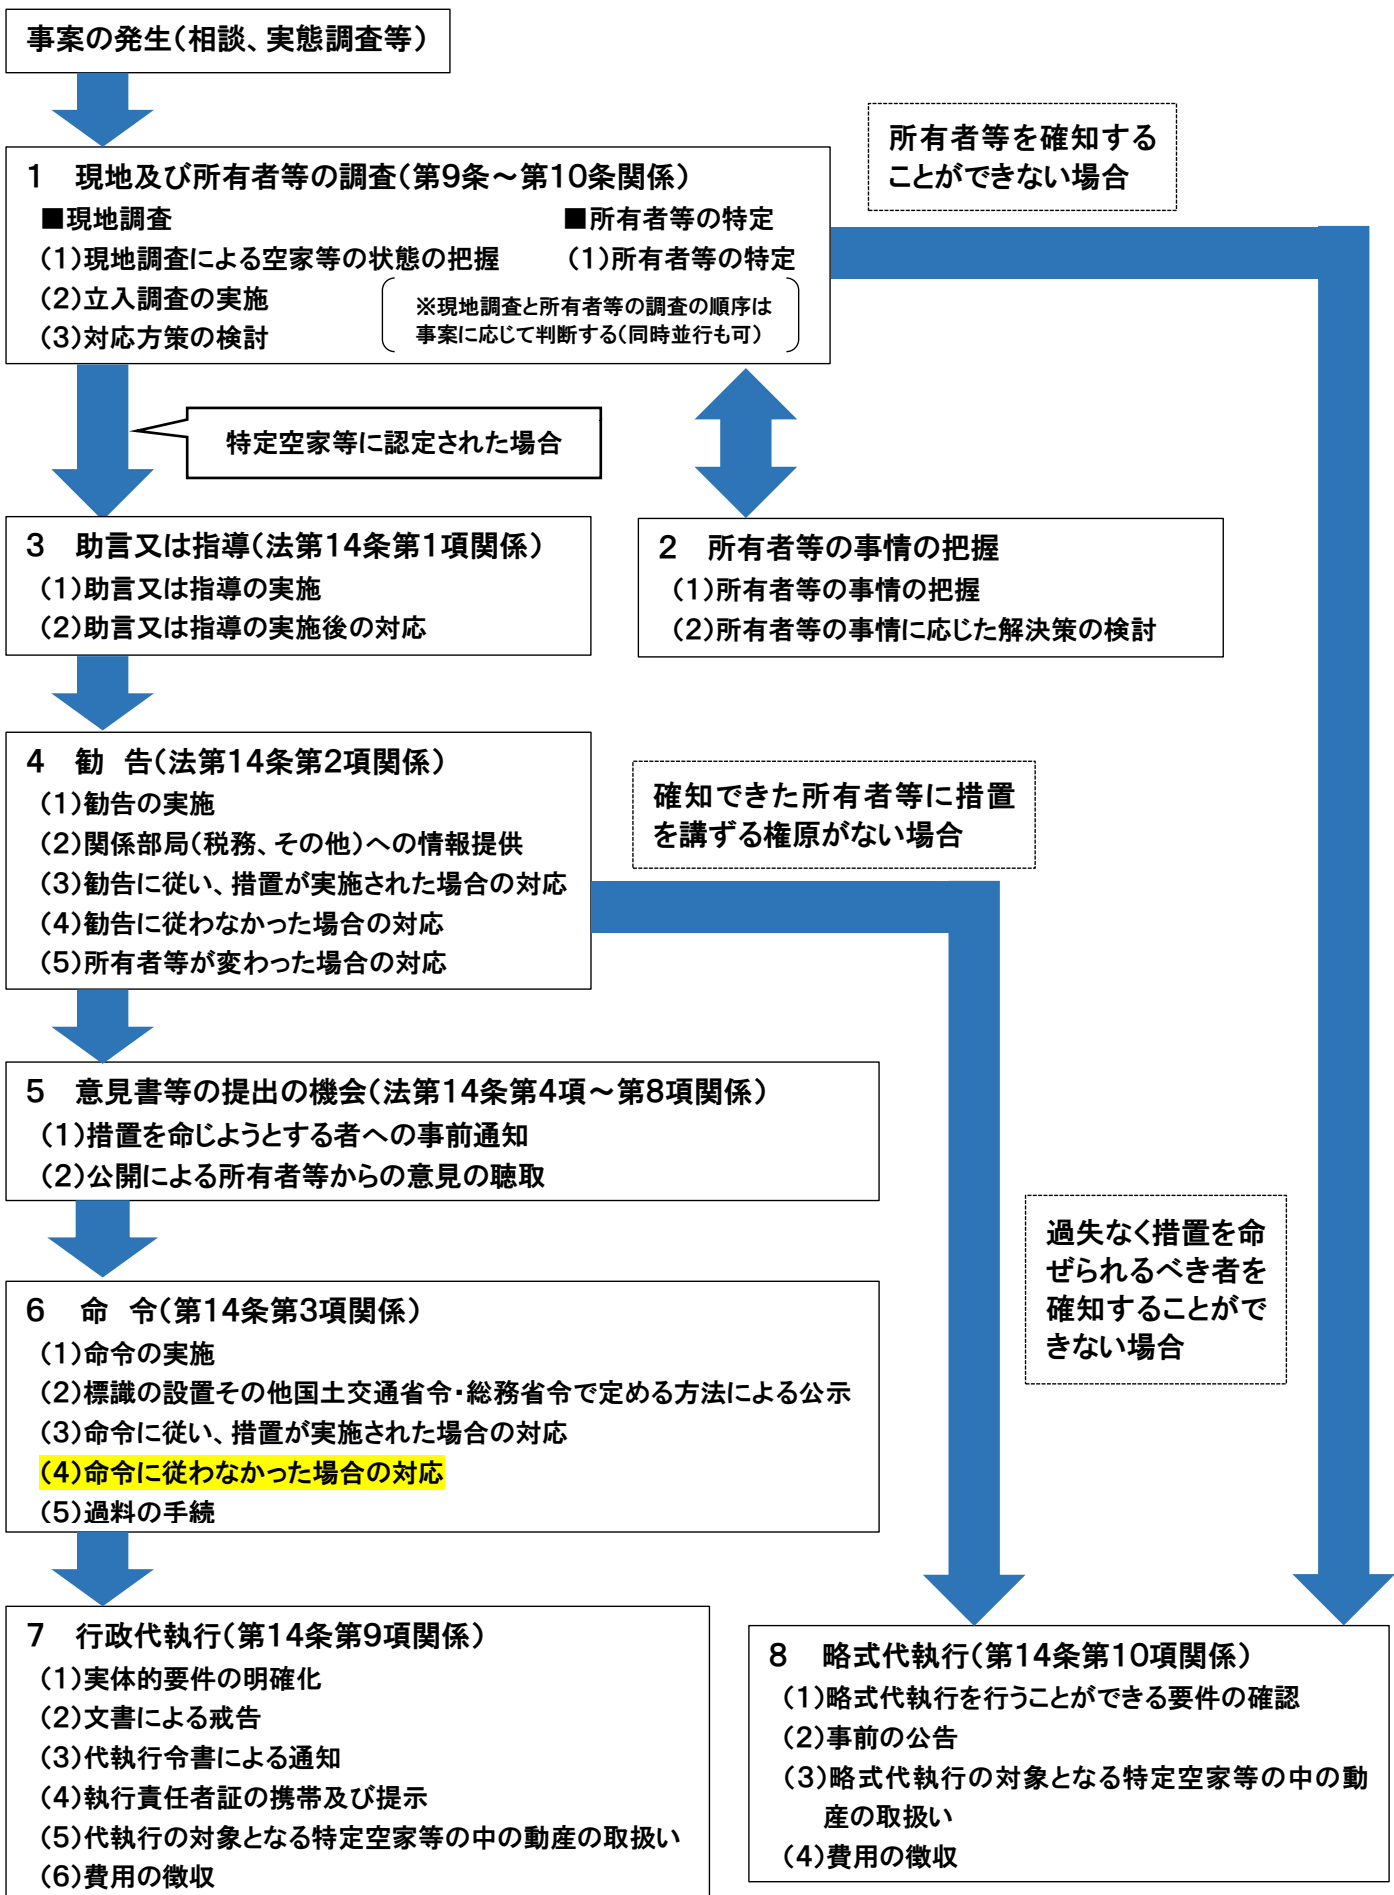 事案の発生(相談、実態調査等)
所有者等を確知する
ことができない場合
1 現地及び所有者等の調査(第9条～第10条関係)
■現地調査 ■所有者等の特定
(1)現地調査による空家等の状態の把握 (1)所有者等の特定
(2)立入調査の実施
(3)対応方策の検討
※現地調査と所有者等の調査の順序は
事案に応じて判断する(同時並行も可)
特定空家等に認定された場合
3 助言又は指導(法第14条第1項関係)
(1)助言又は指導の実施
(2)助言又は指導の実施後の対応
2 所有者等の事情の把握
(1)所有者等の事情の把握
(2)所有者等の事情に応じた解決策の検討
4 勧 告(法第14条第2項関係)
(1)勧告の実施
(2)関係部局(税務、その他)への情報提供
(3)勧告に従い、措置が実施された場合の対応
(4)勧告に従わなかった場合の対応
(5)所有者等が変わった場合の対応
確知できた所有者等に措置
を講ずる権原がない場合
5 意見書等の提出の機会(法第14条第4項～第8項関係)
(1)措置を命じようとする者への事前通知
(2)公開による所有者等からの意見の聴取
過失なく措置を命
ぜられるべき者を
確知することがで
きない場合
6 命 令(第14条第3項関係)
(1)命令の実施
(2)標識の設置その他国土交通省令・総務省令で定める方法による公示
(3)命令に従い、措置が実施された場合の対応
(4)命令に従わなかった場合の対応
(5)過料の手続
7 行政代執行(第14条第9項関係)
(1)実体的要件の明確化
(2)文書による戒告
(3)代執行令書による通知
(4)執行責任者証の携帯及び提示
(5)代執行の対象となる特定空家等の中の動産の取扱い
(6)費用の徴収
8 略式代執行(第14条第10項関係)
(1)略式代執行を行うことができる要件の確認
(2)事前の公告
(3)略式代執行の対象となる特定空家等の中の動
産の取扱い
(4)費用の徴収